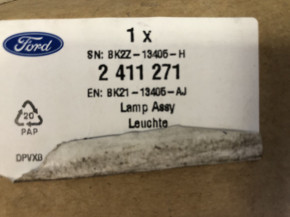 Ford
1 x
SN: BK2Z-13405-H
2 411 271
EN: BK21-13405-AJ
Lamp Assy
Leuchte
20
PAP
DPVX0